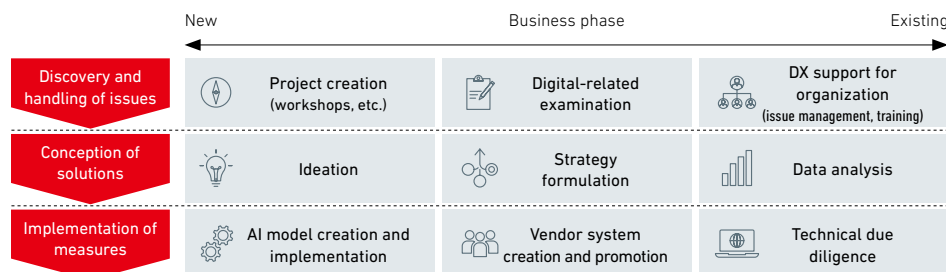 New Business phase Existing
Discovery and
handling of issues
Project creation
(workshops, etc.)
Digital-related
examination
DX support for
organization
(issue management, training)
Conception of
solutions
Ideation
Strategy
formulation
Data analysis
Implementation of
measures
AI model creation and
implementation
Vendor system
creation and promotion
Technical due
diligence